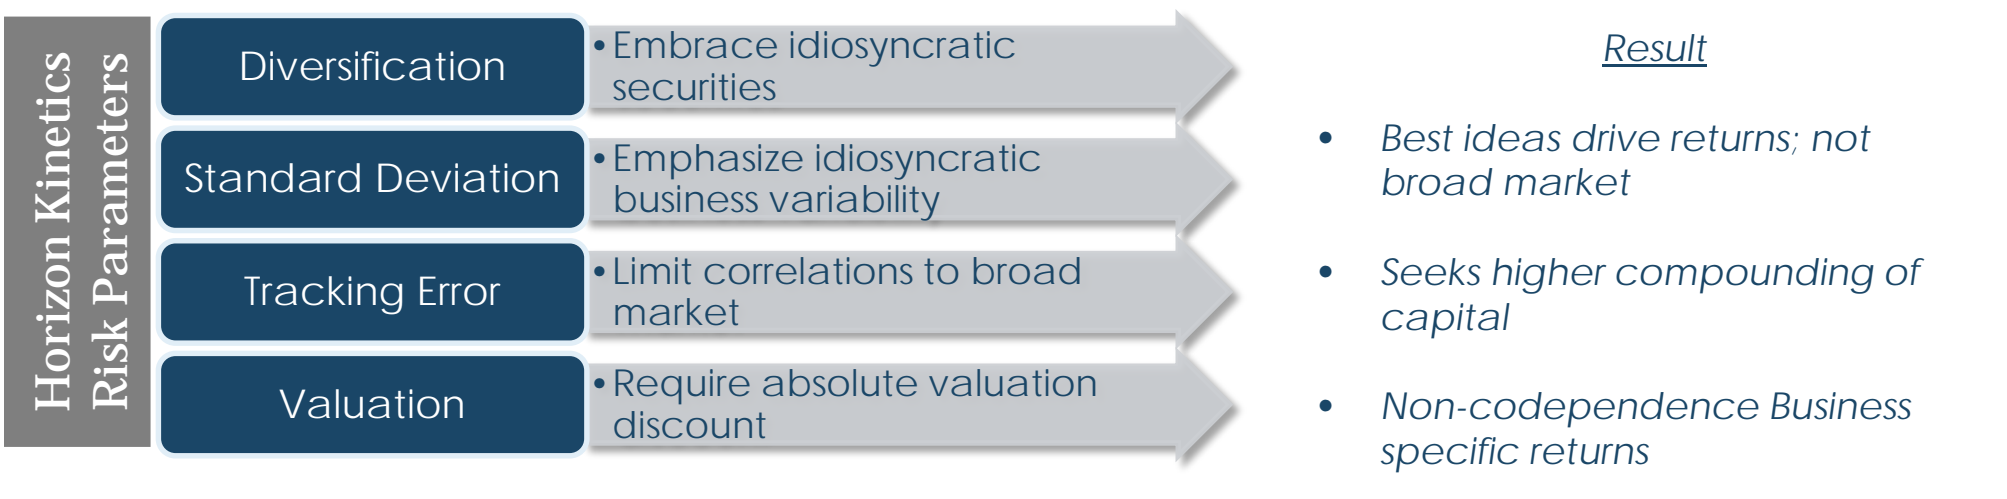 Horizon Kinetics
Risk Parameters
Diversification
• Embrace idiosyncratic
securities
Standard Deviation
• Emphasize idiosyncratic
business variability
Tracking Error
• Limit correlations to broad
market
Valuation
• Require absolute valuation
discount
Result
• Best ideas drive returns; not
broad market
• Seeks higher compounding of
capital
• Non-codependence Business
specific returns